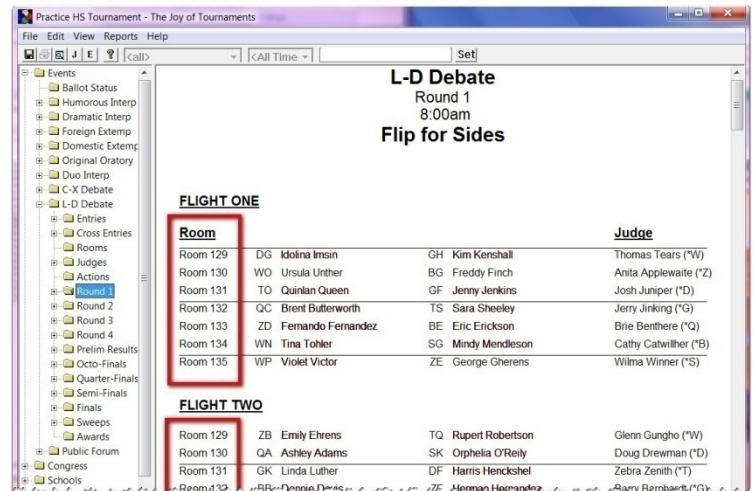 Practice HS Tournament - The Joy of Tournaments
File Edit View Reports Help
J E ? <all> <All Time Set
Events
Ballot Status
Humorous Interp
Dramatic Interp
Foreign Extemp
Domestic Extemp
Original Oratory
Duo Interp
C-X Debate
L-D Debate
Entries
Cross Entries
Rooms
Judges
Actions
Round 1
Round 2
Round 3
Round 4
Prelim Results
Octo-Finals
Quarter-Finals
Semi-Finals
Finals
Sweeps
Awards
Public Forum
Congress
Schools
L-D Debate
Round 1
8:00am
Flip for Sides
FLIGHT ONE
Room Judge
Room 129 DG Idolina Imsin GH Kim Kenshall Thomas Tears (*W)
Room 130 WO Ursula Unther BG Freddy Finch Anita Applewaite (*Z)
Room 131 TO Quinlan Queen GF Jenny Jenkins Josh Juniper (*D)
Room 132 QC Brent Butterworth TS Sara Sheeley Jerry Jinking (*G)
Room 133 ZD Fernando Fernandez BE Eric Erickson Brie Benthere (*Q)
Room 134 WN Tina Tohler SG Mindy Mendleson Cathy Catwillher (*B)
Room 135 WP Violet Victor ZE George Gherens Wilma Winner (*S)
FLIGHT TWO
Room 129 ZB Emily Ehrens TQ Rupert Robertson Glenn Gungho (*W)
Room 130 QA Ashley Adams SK Orphelia O'Reily Doug Drewman (*D)
Room 131 GK Linda Luther DF Harris Henckshel Zebra Zenith (*T)
Room 132 Herman Hernandez